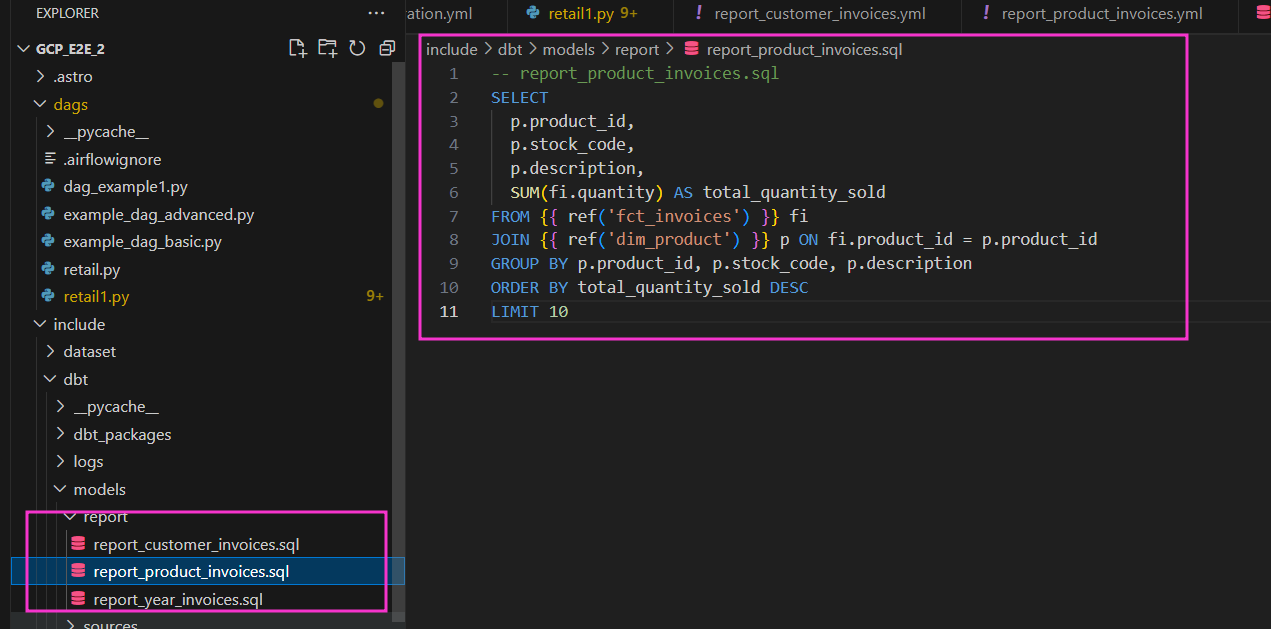 EXPLORER
GCP_E2E_2
.astro
dags
__pycache__
.airflowignore
dag_example1.py
example_dag_advanced.py
example_dag_basic.py
retail.py
retail1.py 9+
include
dataset
dbt
__pycache__
dbt_packages
logs
models
report
report_customer_invoices.sql
report_product_invoices.sql
report_year_invoices.sql
sources
ation.yml retail1.py 9+ ! report_customer_invoices.yml ! report_product_invoices.yml
include > dbt > models > report > report_product_invoices.sql
1 -- report_product_invoices.sql
2 SELECT
3 p.product_id,
4 p.stock_code,
5 p.description,
6 SUM(fi.quantity) AS total_quantity_sold
7 FROM {{ ref('fct_invoices') }} fi
8 JOIN {{ ref('dim_product') }} p ON fi.product_id = p.product_id
9 GROUP BY p.product_id, p.stock_code, p.description
10 ORDER BY total_quantity_sold DESC
11 LIMIT 10